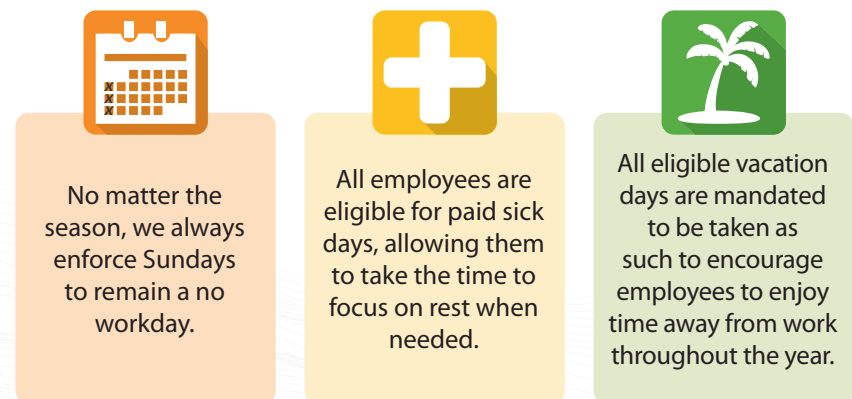 No matter the
season, we always
enforce Sundays
to remain a no
workday.
All employees are
eligible for paid sick
days, allowing them
to take the time to
focus on rest when
needed.
All eligible vacation
days are mandated
to be taken as
such to encourage
employees to enjoy
time away from work
throughout the year.